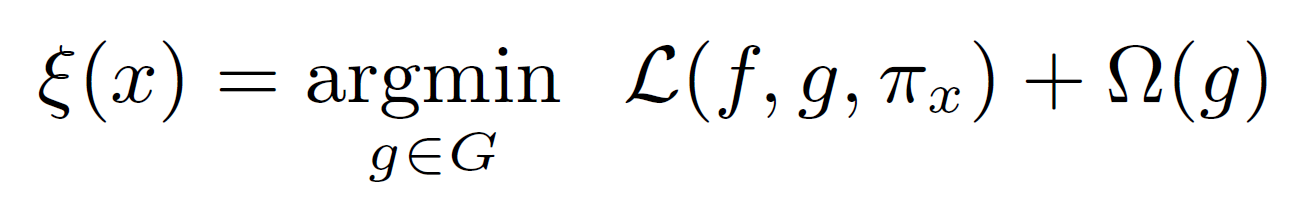 ξ(x) = argmin L(f, g, π_x) + Ω(g)
g∈G